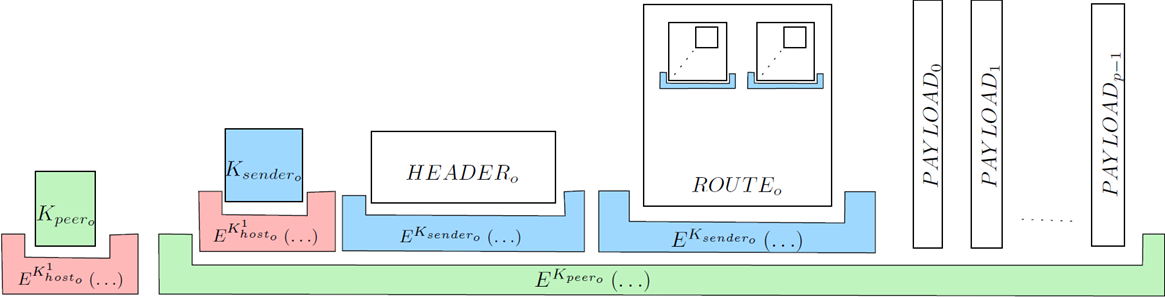 K_{peer_o}
E^{K^1_{host_o}}(...)
K_{sender_o}
E^{K^1_{host_o}}(...)
HEADER_o
E^{K_{sender_o}}(...)
ROUTE_o
E^{K_{sender_o}}(...)
PAYLOAD_0
PAYLOAD_1
......
PAYLOAD_{p-1}
E^{K_{peer_o}}(...)